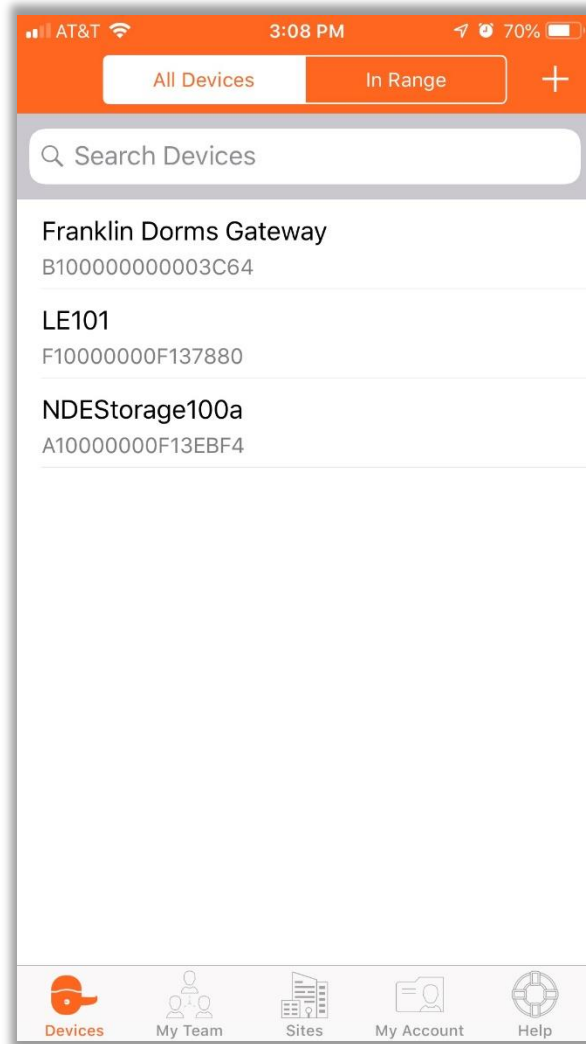 AT&T 3:08 PM 70%
All Devices In Range +
Search Devices
Franklin Dorms Gateway
B100000000003C64
LE101
F10000000F137880
NDEStorage100a
A10000000F13EBF4
Devices My Team Sites My Account Help